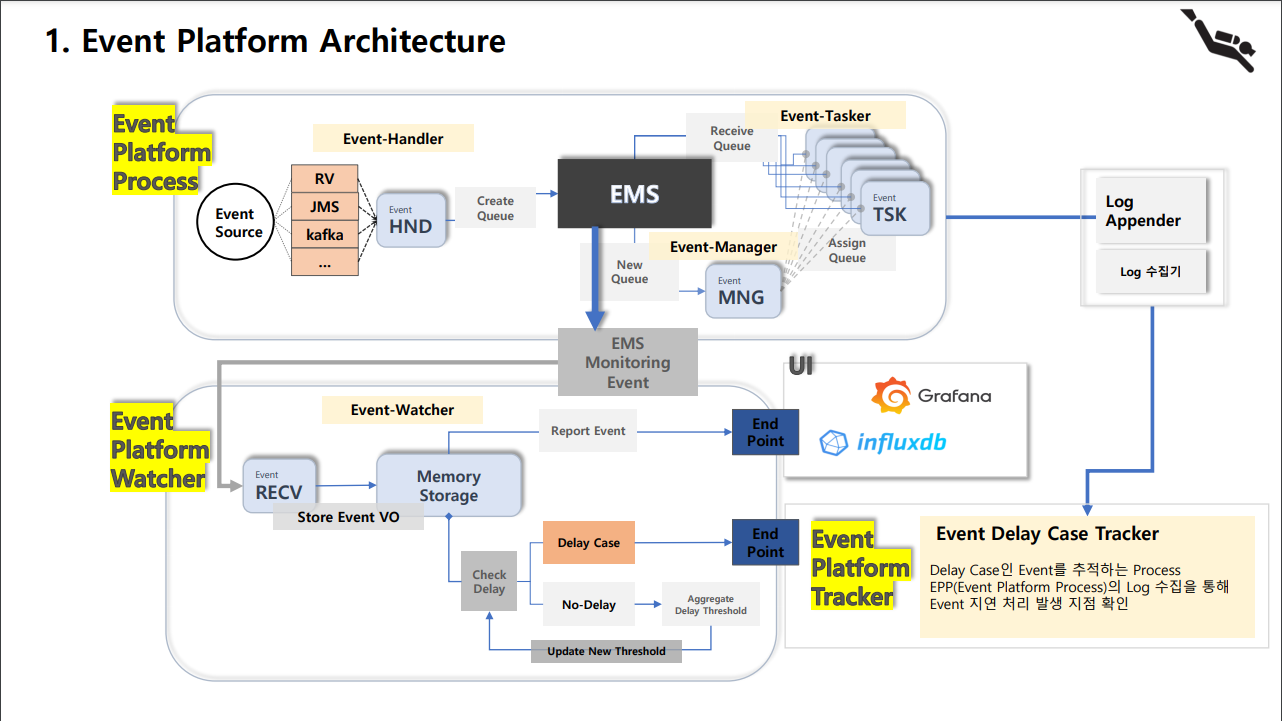 1. Event Platform Architecture
Event
Platform
Process
Event-Handler
Event
Source
RV
JMS
kafka
...
Event
HND
Create
Queue
EMS
Receive
Queue
Event-Tasker
Event
TSK
Event-Manager
New
Queue
Event
MNG
Assign
Queue
Log
Appender
Log 수집기
EMS
Monitoring
Event
Event
Platform
Watcher
Event-Watcher
Event
RECV
Memory
Storage
Store Event VO
Report Event
End
Point
Check
Delay
Delay Case
End
Point
No-Delay
Aggregate
Delay Threshold
Update New Threshold
UI
Grafana
influxdb
Event
Platform
Tracker
Event Delay Case Tracker
Delay Case인 Event를 추적하는 Process
EPP(Event Platform Process)의 Log 수집을 통해
Event 지연 처리 발생 지점 확인